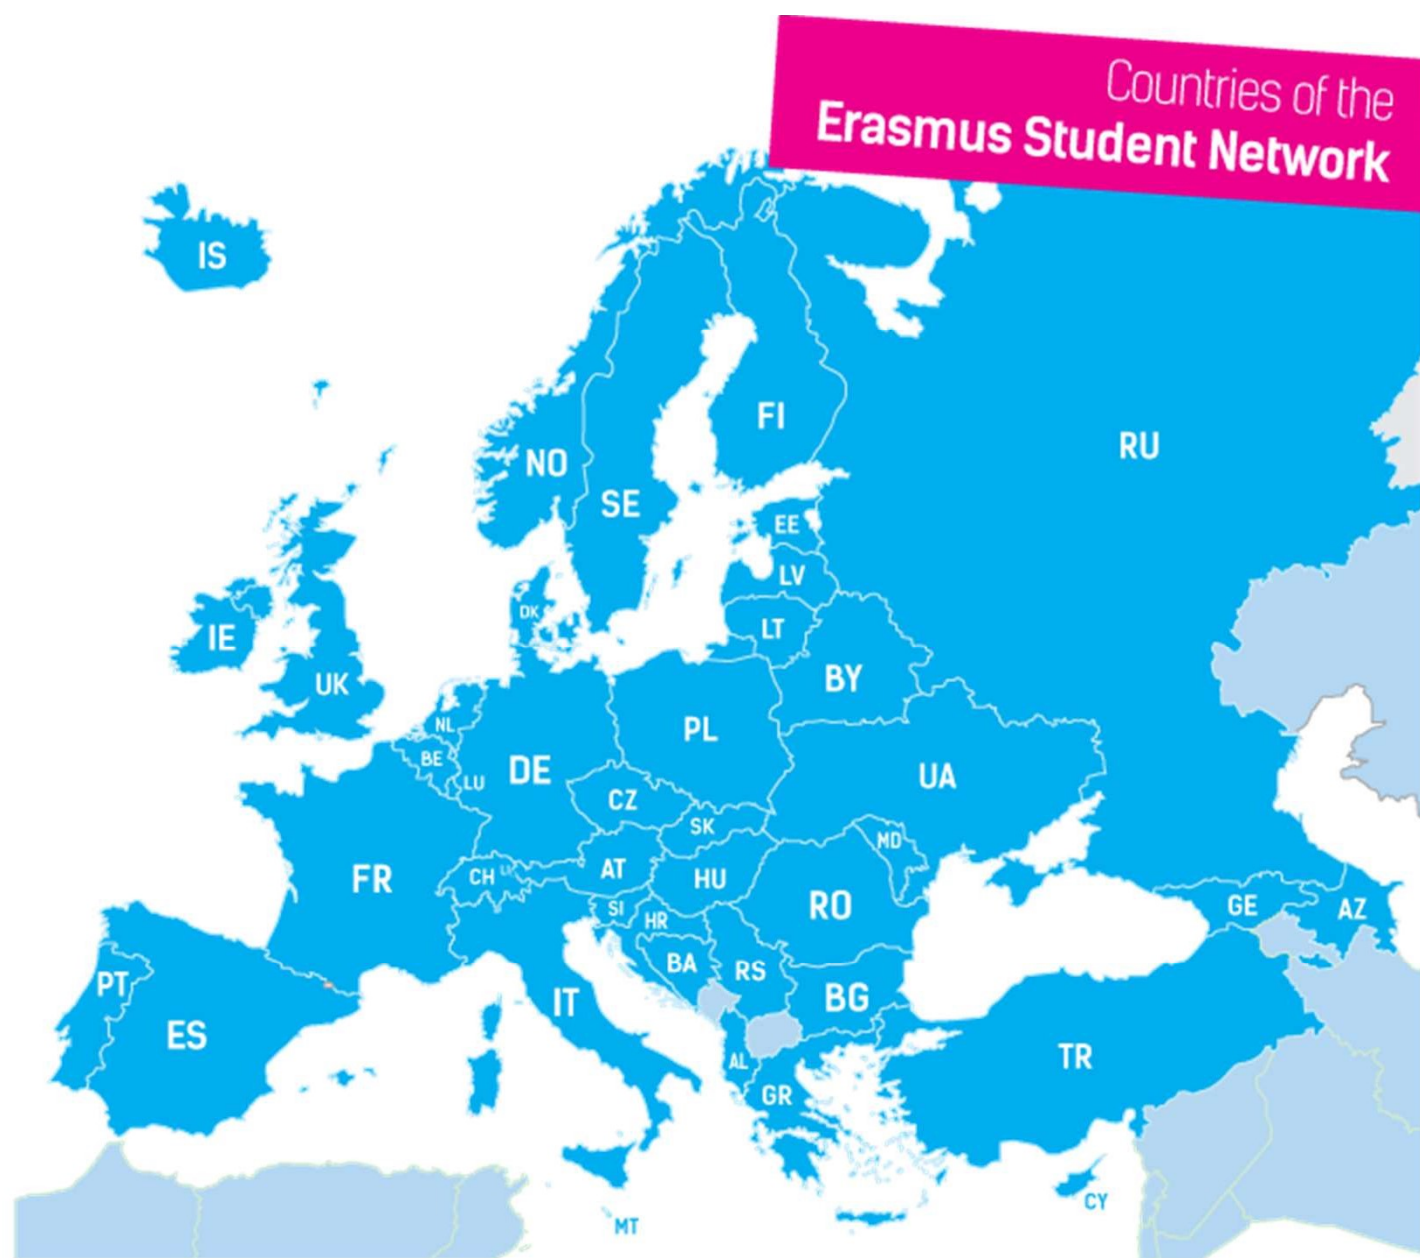 Countries of the
Erasmus Student Network
IS
FI
RU
NO
SE
EE
LV
DK
LT
IE
BY
UK
NL
PL
BE
DE
UA
LU
CZ
SK
MD
CH LI
AT
HU
FR
RO
GE
AZ
SI
HR
BA
RS
PT
BG
IT
ES
AL
TR
GR
CY
MT